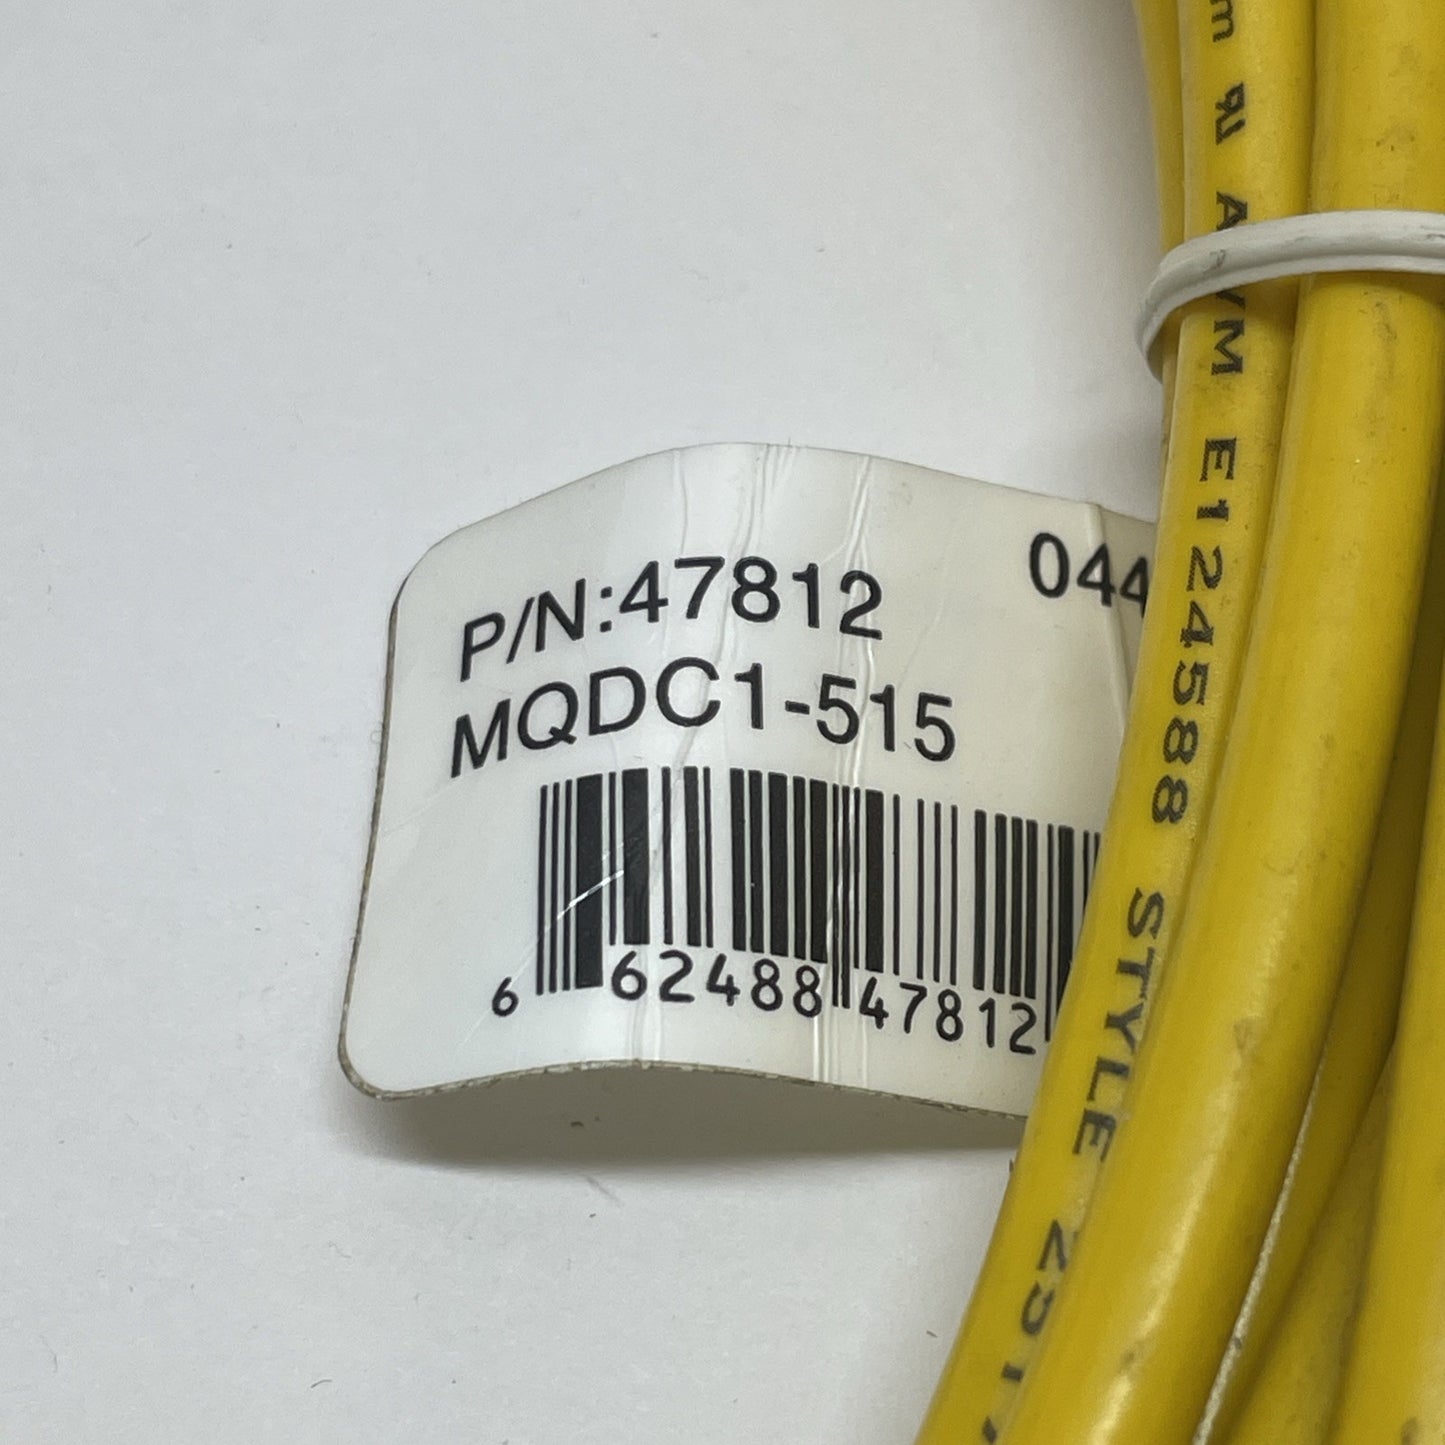 P/N:47812 044
MQDC1-515
6 62488 47812
AWM E124588 STYLE